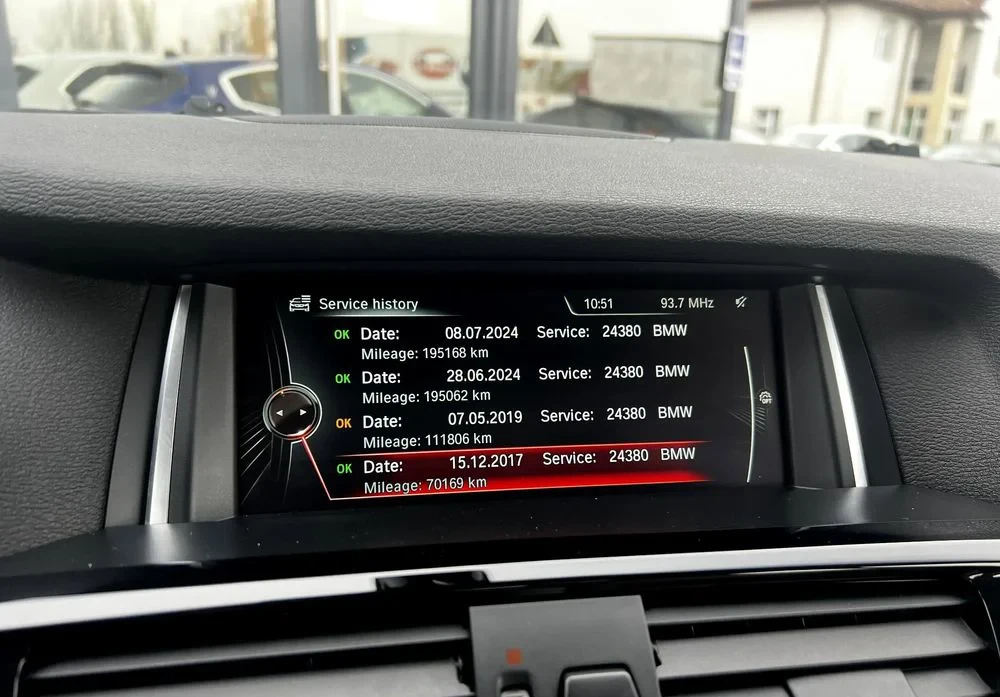 Service history 10:51 93.7 MHz
OK Date: 08.07.2024 Service: 24380 BMW
Mileage: 195168 km
OK Date: 28.06.2024 Service: 24380 BMW
Mileage: 195062 km
OK Date: 07.05.2019 Service: 24380 BMW
Mileage: 111806 km
OK Date: 15.12.2017 Service: 24380 BMW
Mileage: 70169 km